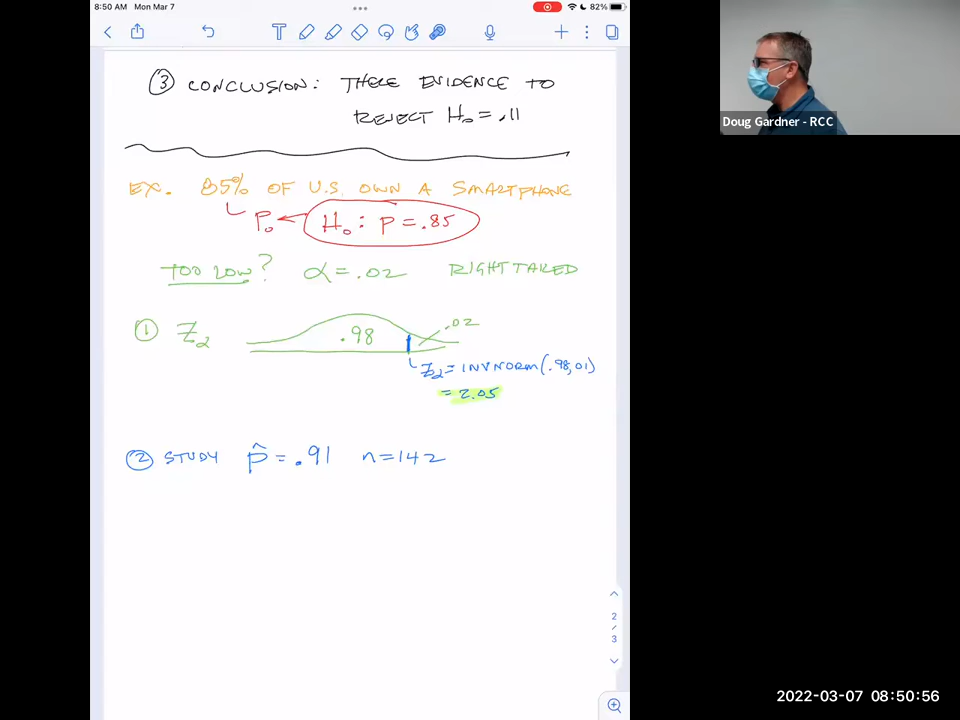 8:50 AM Mon Mar 7
82%
③ CONCLUSION: THERE EVIDENCE TO
REJECT H₀ = .11
EX. 85% OF U.S. OWN A SMARTPHONE
P₀ ← H₀ : P = .85
TOO LOW? α = .02 RIGHT TAILED
① Z₂ .98 .02
Z₂ = INVNORM(.98,0,1)
= 2.05
② STUDY p̂ = .91 n = 142
2
/
3
Doug Gardner - RCC
2022-03-07 08:50:56